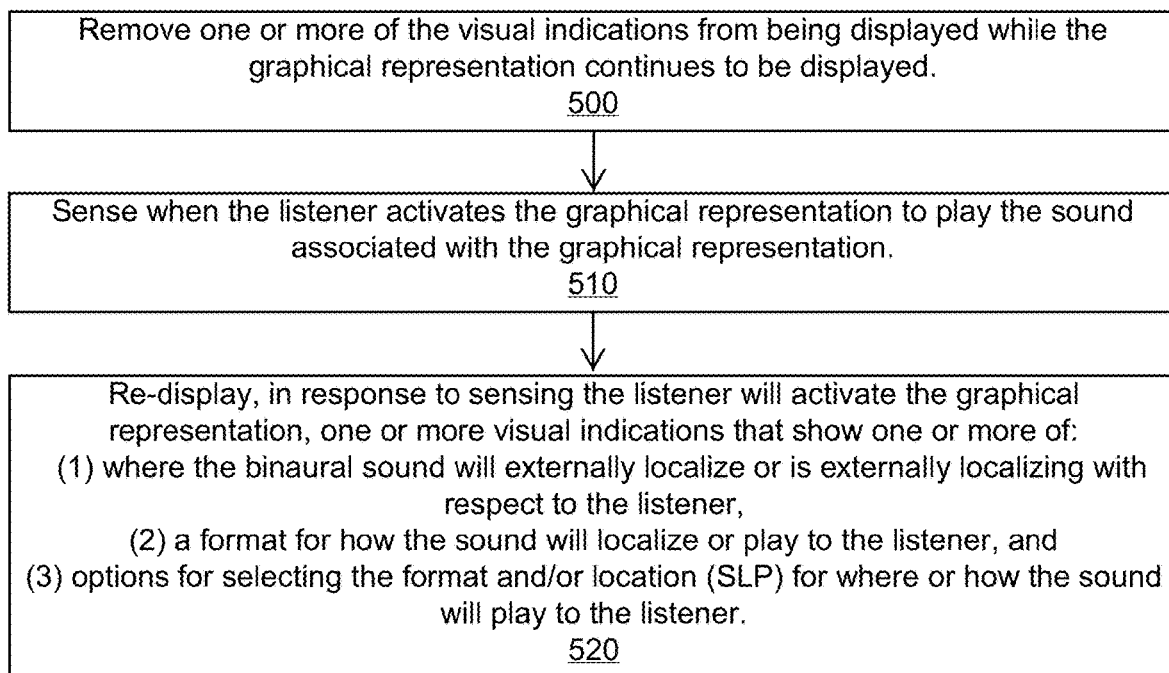 Remove one or more of the visual indications from being displayed while the
graphical representation continues to be displayed.
500
Sense when the listener activates the graphical representation to play the sound
associated with the graphical representation.
510
Re-display, in response to sensing the listener will activate the graphical
representation, one or more visual indications that show one or more of:
(1) where the binaural sound will externally localize or is externally localizing with
respect to the listener,
(2) a format for how the sound will localize or play to the listener, and
(3) options for selecting the format and/or location (SLP) for where or how the sound
will play to the listener.
520